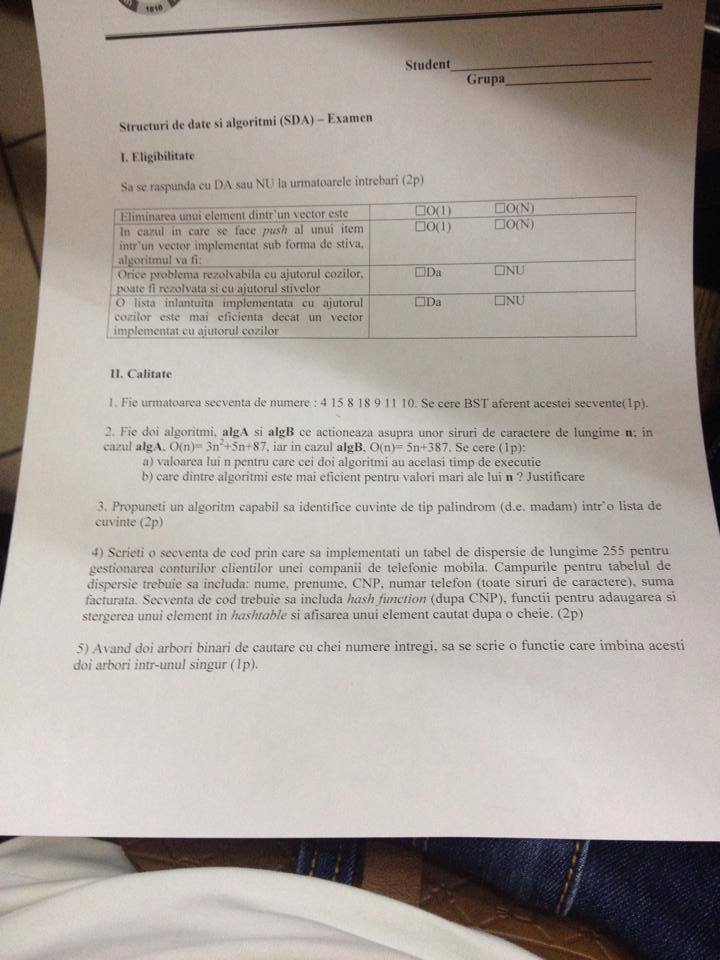 1818
Student
Grupa
Structuri de date si algoritmi (SDA) – Examen
I. Eligibilitate
Sa se raspunda cu DA sau NU la urmatoarele intrebari (2p)
Eliminarea unui element dintr'un vector este ☐O(1) ☐O(N)
In cazul in care se face push al unui item ☐O(1) ☐O(N)
intr'un vector implementat sub forma de stiva,
algoritmul va fi:
Orice problema rezolvabila cu ajutorul cozilor, ☐Da ☐NU
poate fi rezolvata si cu ajutorul stivelor
O lista inlantuita implementata cu ajutorul ☐Da ☐NU
cozilor este mai eficienta decat un vector
implementat cu ajutorul cozilor
II. Calitate
1. Fie urmatoarea secventa de numere : 4 15 8 18 9 11 10. Se cere BST aferent acestei secvente(1p).
2. Fie doi algoritmi, algA si algB ce actioneaza asupra unor siruri de caractere de lungime n; in
cazul algA, O(n)= 3n²+5n+87, iar in cazul algB, O(n)= 5n+387. Se cere (1p):
a) valoarea lui n pentru care cei doi algoritmi au acelasi timp de executie
b) care dintre algoritmi este mai eficient pentru valori mari ale lui n ? Justificare
3. Propuneti un algoritm capabil sa identifice cuvinte de tip palindrom (d.e. madam) intr`o lista de
cuvinte (2p)
4) Scrieti o secventa de cod prin care sa implementati un tabel de dispersie de lungime 255 pentru
gestionarea conturilor clientilor unei companii de telefonie mobila. Campurile pentru tabelul de
dispersie trebuie sa includa: nume, prenume, CNP, numar telefon (toate siruri de caractere), suma
facturata. Secventa de cod trebuie sa includa hash function (dupa CNP), functii pentru adaugarea si
stergerea unui element in hashtable si afisarea unui element cautat dupa o cheie. (2p)
5) Avand doi arbori binari de cautare cu chei numere intregi, sa se scrie o functie care imbina acesti
doi arbori intr-unul singur (1p).